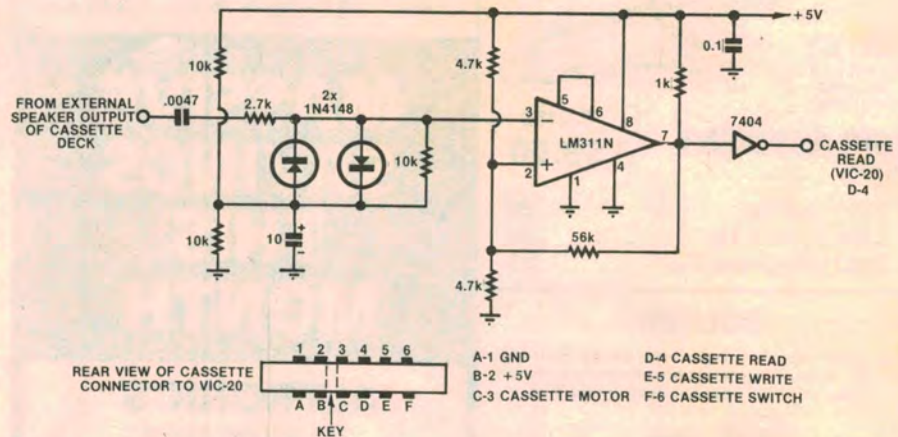 +5V
10k
4.7k
0.1
1k
FROM EXTERNAL
SPEAKER OUTPUT
OF CASSETTE
DECK
.0047
2.7k
2x
1N4148
10k
3
5
6
8
LM311N
7
2
1
4
7404
CASSETTE
READ
(VIC-20)
D-4
10k
10
56k
4.7k
REAR VIEW OF CASSETTE
CONNECTOR TO VIC-20
1 2 3 4 5 6
A B C D E F
KEY
A-1 GND
B-2 +5V
C-3 CASSETTE MOTOR
D-4 CASSETTE READ
E-5 CASSETTE WRITE
F-6 CASSETTE SWITCH